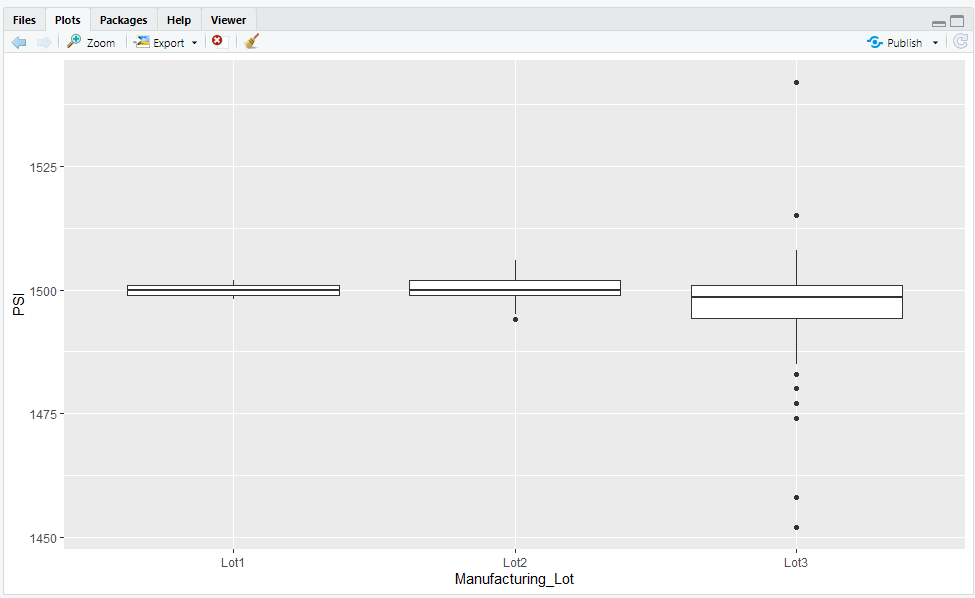 Files Plots Packages Help Viewer
Zoom Export Publish
1525
1500
1475
1450
PSI
Lot1 Lot2 Lot3
Manufacturing_Lot